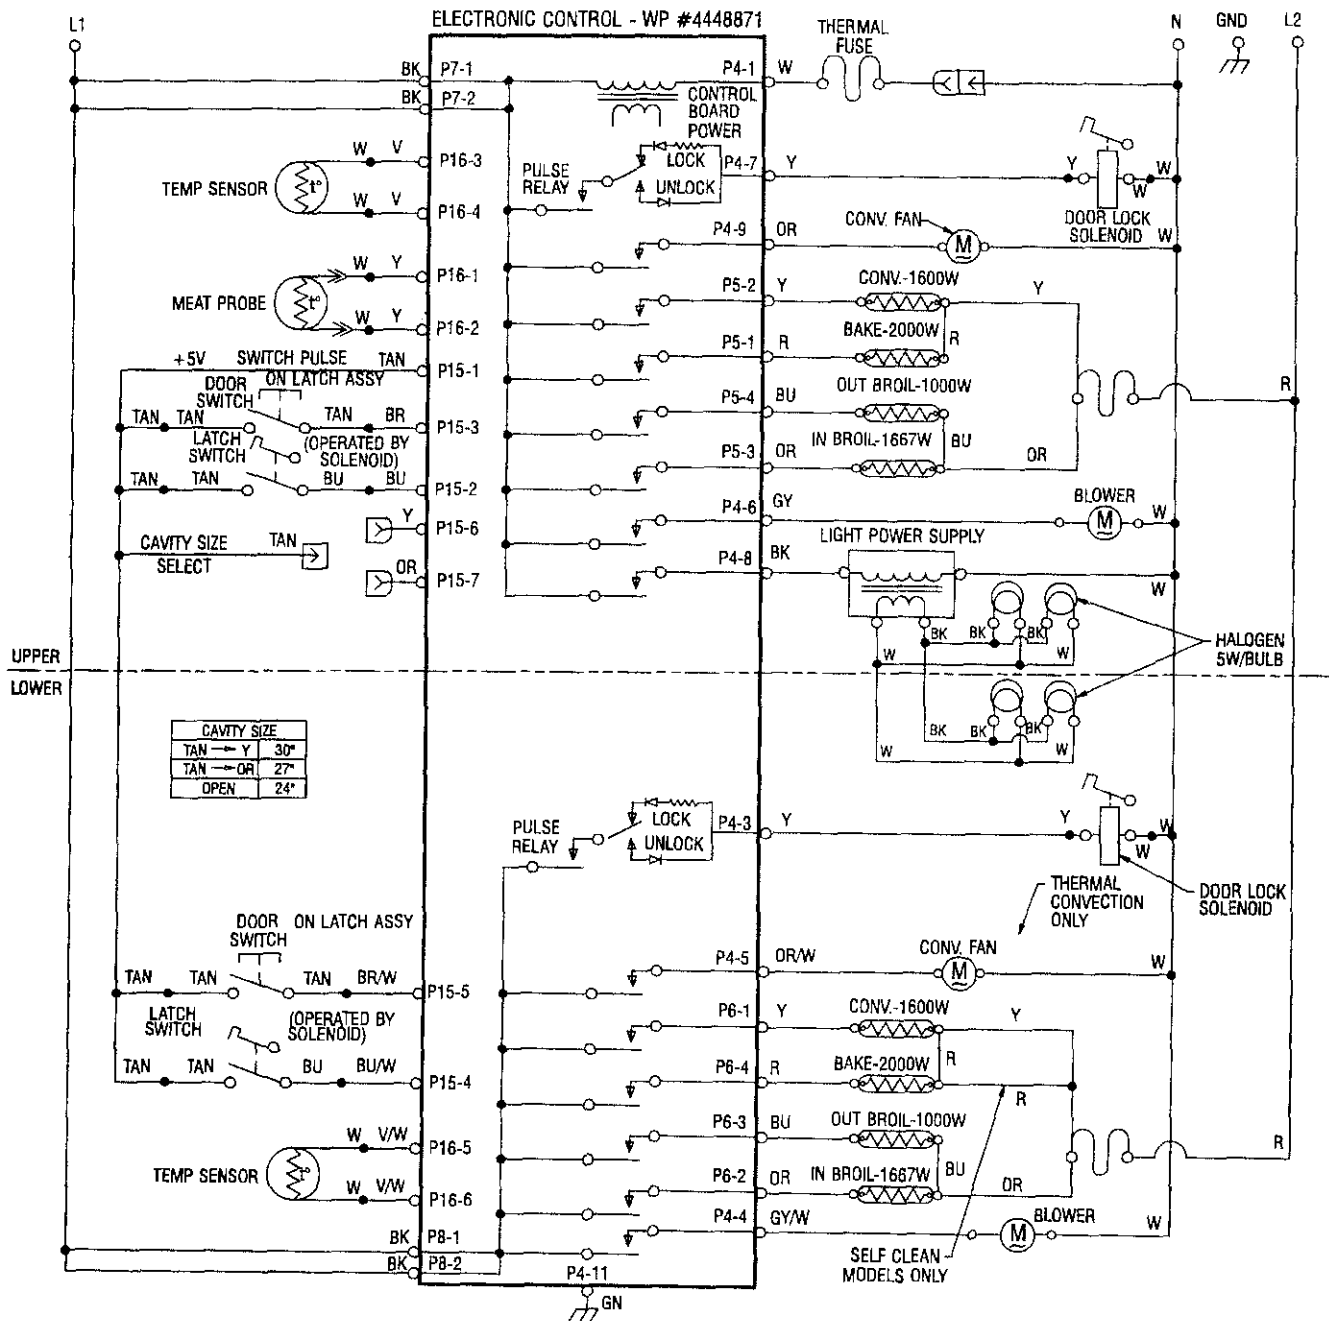 ELECTRONIC CONTROL - WP #4448871
L1
THERMAL
FUSE
N
GND
L2
BK
P7-1
P4-1
W
BK
P7-2
CONTROL
BOARD
POWER
W
V
P16-3
TEMP SENSOR
t°
W
V
P16-4
PULSE
RELAY
LOCK
UNLOCK
P4-7
Y
Y
W
W
DOOR LOCK
SOLENOID
P4-9
OR
CONV. FAN
M
W
W
Y
P16-1
MEAT PROBE
t°
W
Y
P16-2
P5-2
Y
CONV.-1600W
Y
P5-1
R
BAKE-2000W
R
+5V
SWITCH PULSE
TAN
P15-1
DOOR
SWITCH
ON LATCH ASSY
TAN
TAN
TAN
BR
P15-3
P5-4
BU
OUT BROIL-1000W
R
LATCH
SWITCH
(OPERATED BY
SOLENOID)
TAN
TAN
BU
BU
P15-2
P5-3
OR
IN BROIL-1667W
BU
OR
Y
P15-6
P4-6
GY
BLOWER
M
W
CAVITY SIZE
SELECT
TAN
OR
P15-7
P4-8
BK
LIGHT POWER SUPPLY
W
BK
BK
BK
W
W
HALOGEN
5W/BULB
UPPER
LOWER
BK
BK
BK
W
W
CAVITY SIZE
TAN → Y 30"
TAN → OR 27"
OPEN 24"
PULSE
RELAY
LOCK
UNLOCK
P4-3
Y
Y
W
W
DOOR LOCK
SOLENOID
THERMAL
CONVECTION
ONLY
DOOR
SWITCH
ON LATCH ASSY
TAN
TAN
TAN
BR/W
P15-5
P4-5
OR/W
CONV. FAN
M
W
LATCH
SWITCH
(OPERATED BY
SOLENOID)
P6-1
Y
CONV.-1600W
Y
TAN
TAN
BU
BU/W
P15-4
P6-4
R
BAKE-2000W
R
R
P6-3
BU
OUT BROIL-1000W
W
V/W
P16-5
TEMP SENSOR
t°
W
V/W
P16-6
P6-2
OR
IN BROIL-1667W
BU
OR
R
P4-4
GY/W
BLOWER
M
W
BK
P8-1
BK
P8-2
SELF CLEAN
MODELS ONLY
P4-11
GN